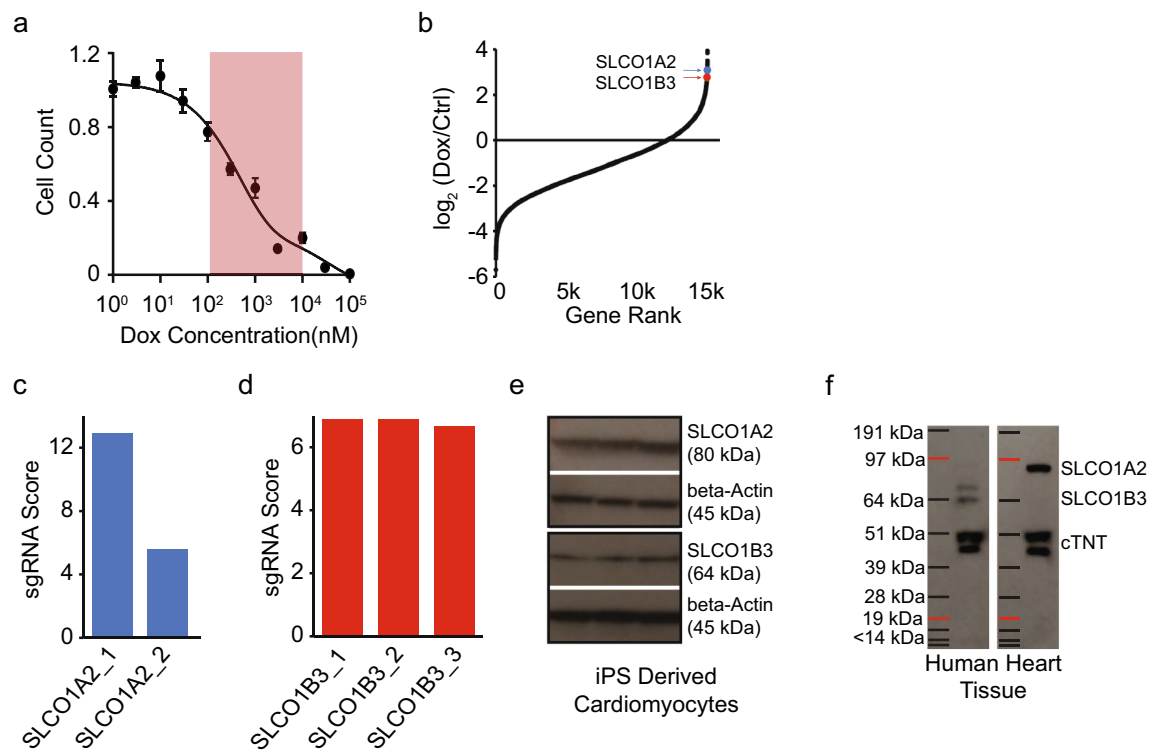 a
1.2
0.8
0.4
0
Cell Count
10⁰ 10¹ 10² 10³ 10⁴ 10⁵
Dox Concentration(nM)
b
4
2
0
-2
-4
-6
log₂ (Dox/Ctrl)
SLCO1A2
SLCO1B3
0 5k 10k 15k
Gene Rank
c
12
8
4
0
sgRNA Score
SLCO1A2_1
SLCO1A2_2
d
6
4
2
0
sgRNA Score
SLCO1B3_1
SLCO1B3_2
SLCO1B3_3
e
SLCO1A2
(80 kDa)
beta-Actin
(45 kDa)
SLCO1B3
(64 kDa)
beta-Actin
(45 kDa)
iPS Derived
Cardiomyocytes
f
191 kDa
97 kDa
64 kDa
51 kDa
39 kDa
28 kDa
19 kDa
<14 kDa
SLCO1A2
SLCO1B3
cTNT
Human Heart
Tissue